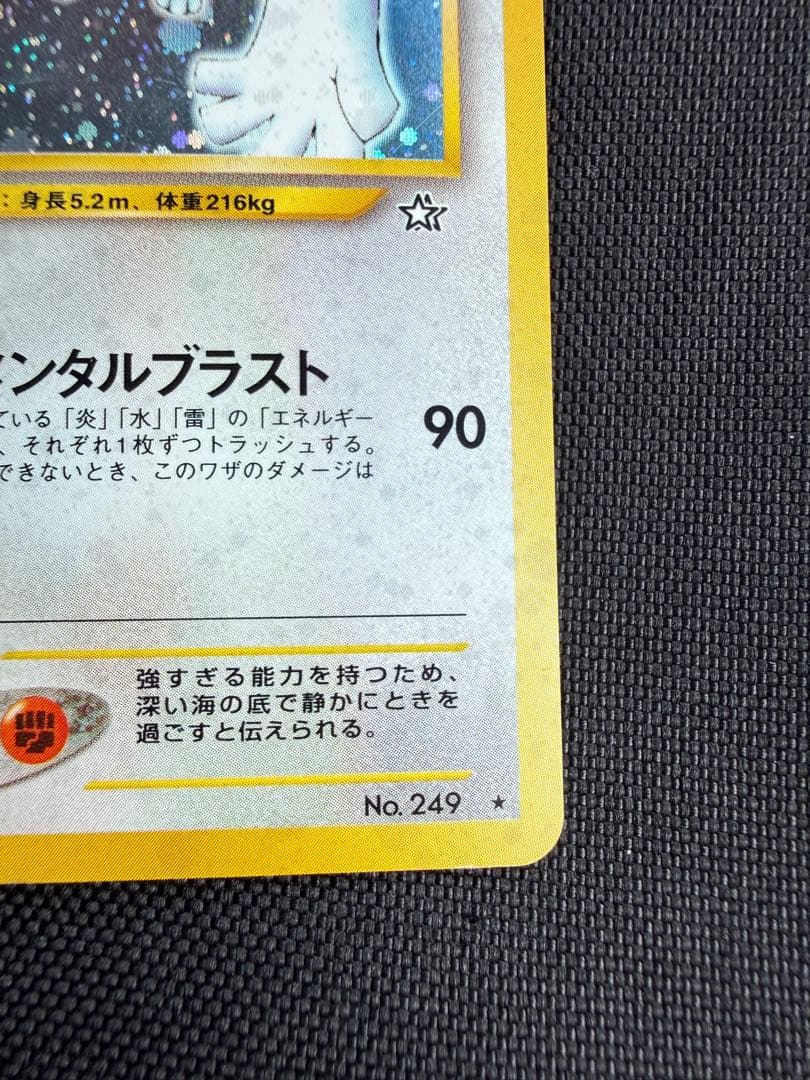 ：身長5.2m、体重216kg
ンタルブラスト
90
ている「炎」「水」「雷」の「エネルギー
、それぞれ1枚ずつトラッシュする。
できないとき、このワザのダメージは
強すぎる能力を持つため、
深い海の底で静かにときを
過ごすと伝えられる。
No. 249 ★